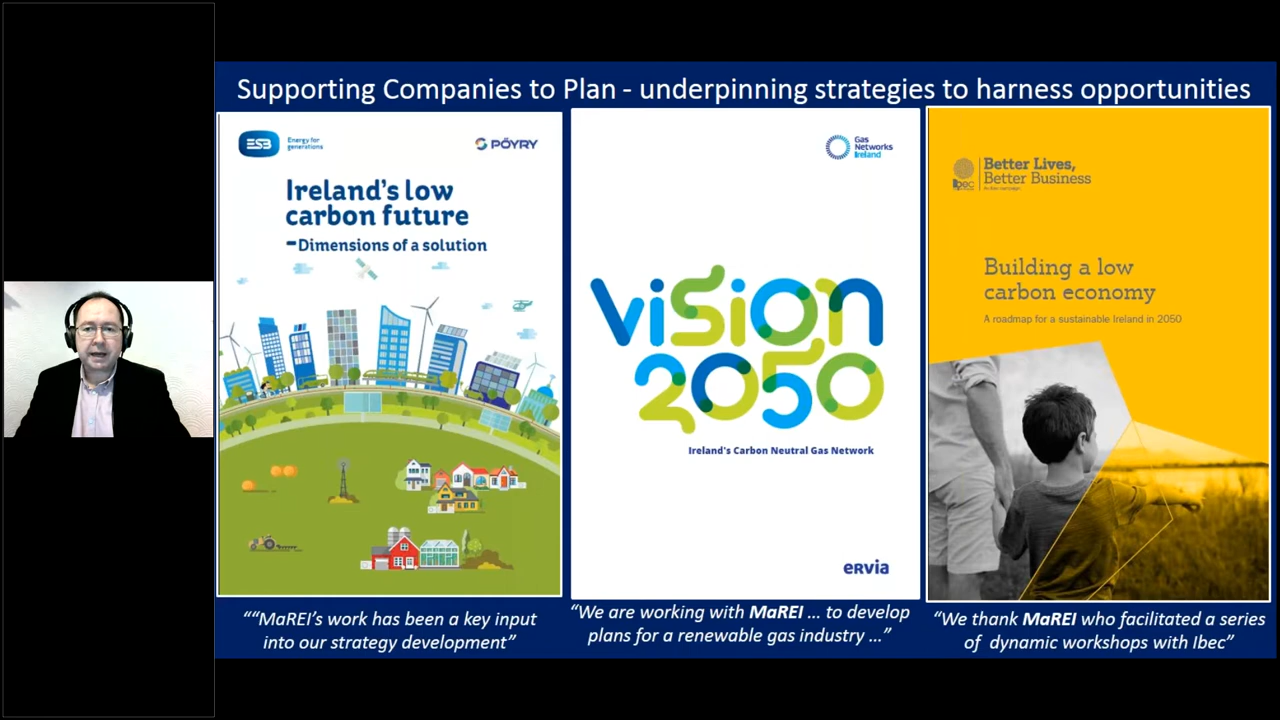 Supporting Companies to Plan - underpinning strategies to harness opportunities
ESB
Energy for
generations
PÖYRY
Ireland's low
carbon future
-Dimensions of a solution
Gas
Networks
Ireland
vision
2050
Ireland's Carbon Neutral Gas Network
ervia
Ibec
Better Lives,
Better Business
An Ibec campaign
Building a low
carbon economy
A roadmap for a sustainable Ireland in 2050
““MaREI’s work has been a key input
into our strategy development”
“We are working with MaREI ... to develop
plans for a renewable gas industry ...”
“We thank MaREI who facilitated a series
of dynamic workshops with Ibec”